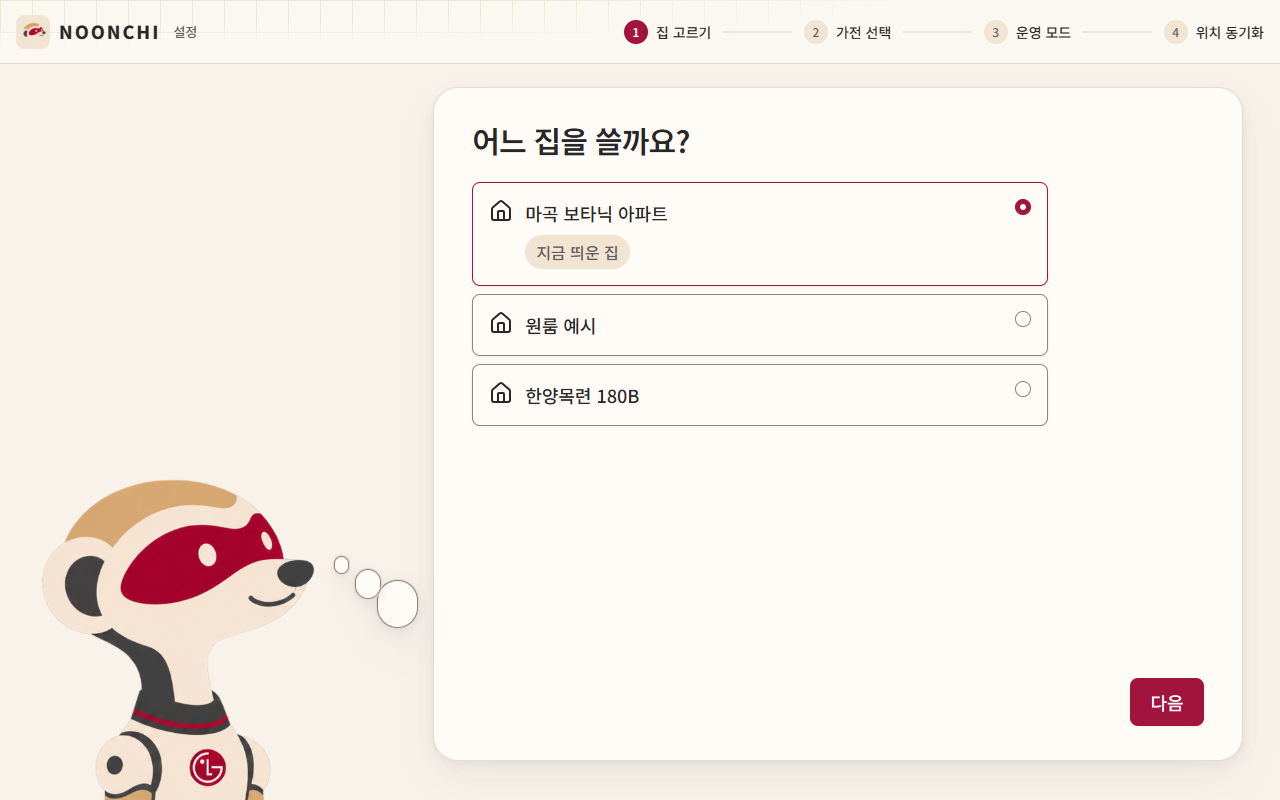 NOONCHI 설정
1 집 고르기 2 가전 선택 3 운영 모드 4 위치 동기화
어느 집을 쓸까요?
마곡 보타닉 아파트
지금 띄운 집
원룸 예시
한양목련 180B
다음
LG